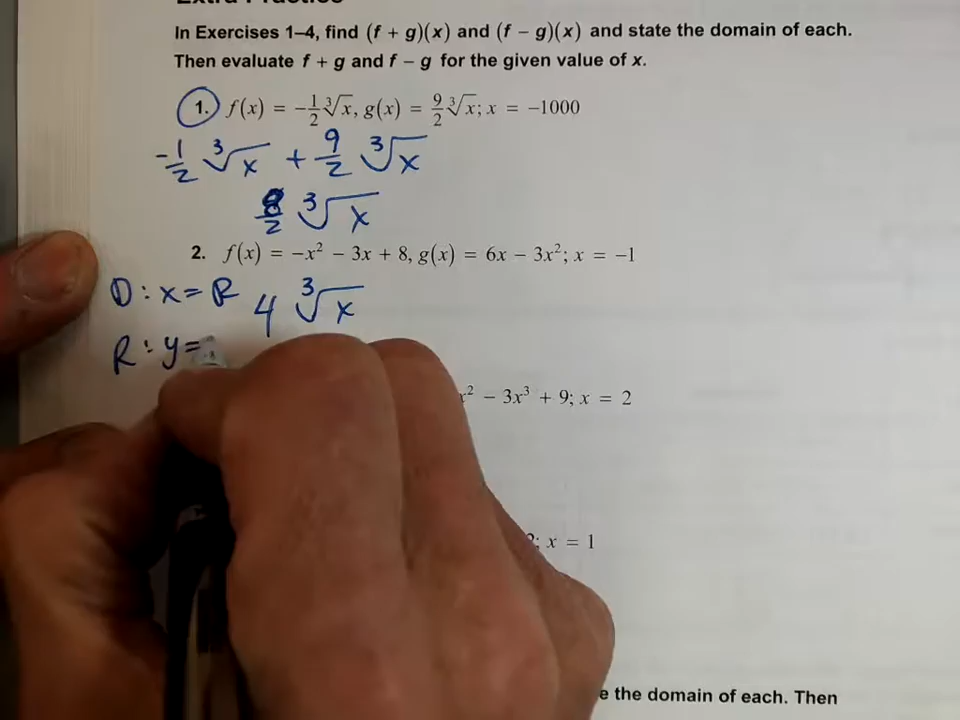 In Exercises 1–4, find (f + g)(x) and (f − g)(x) and state the domain of each.
Then evaluate f + g and f − g for the given value of x.
1. f(x) = −1/2 ∛x, g(x) = 9/2 ∛x; x = −1000
−1/2 ∛x + 9/2 ∛x
8/2 ∛x
2. f(x) = −x² − 3x + 8, g(x) = 6x − 3x²; x = −1
D : x = R 4 ∛x
R : y =
x² − 3x³ + 9; x = 2
; x = 1
e the domain of each. Then